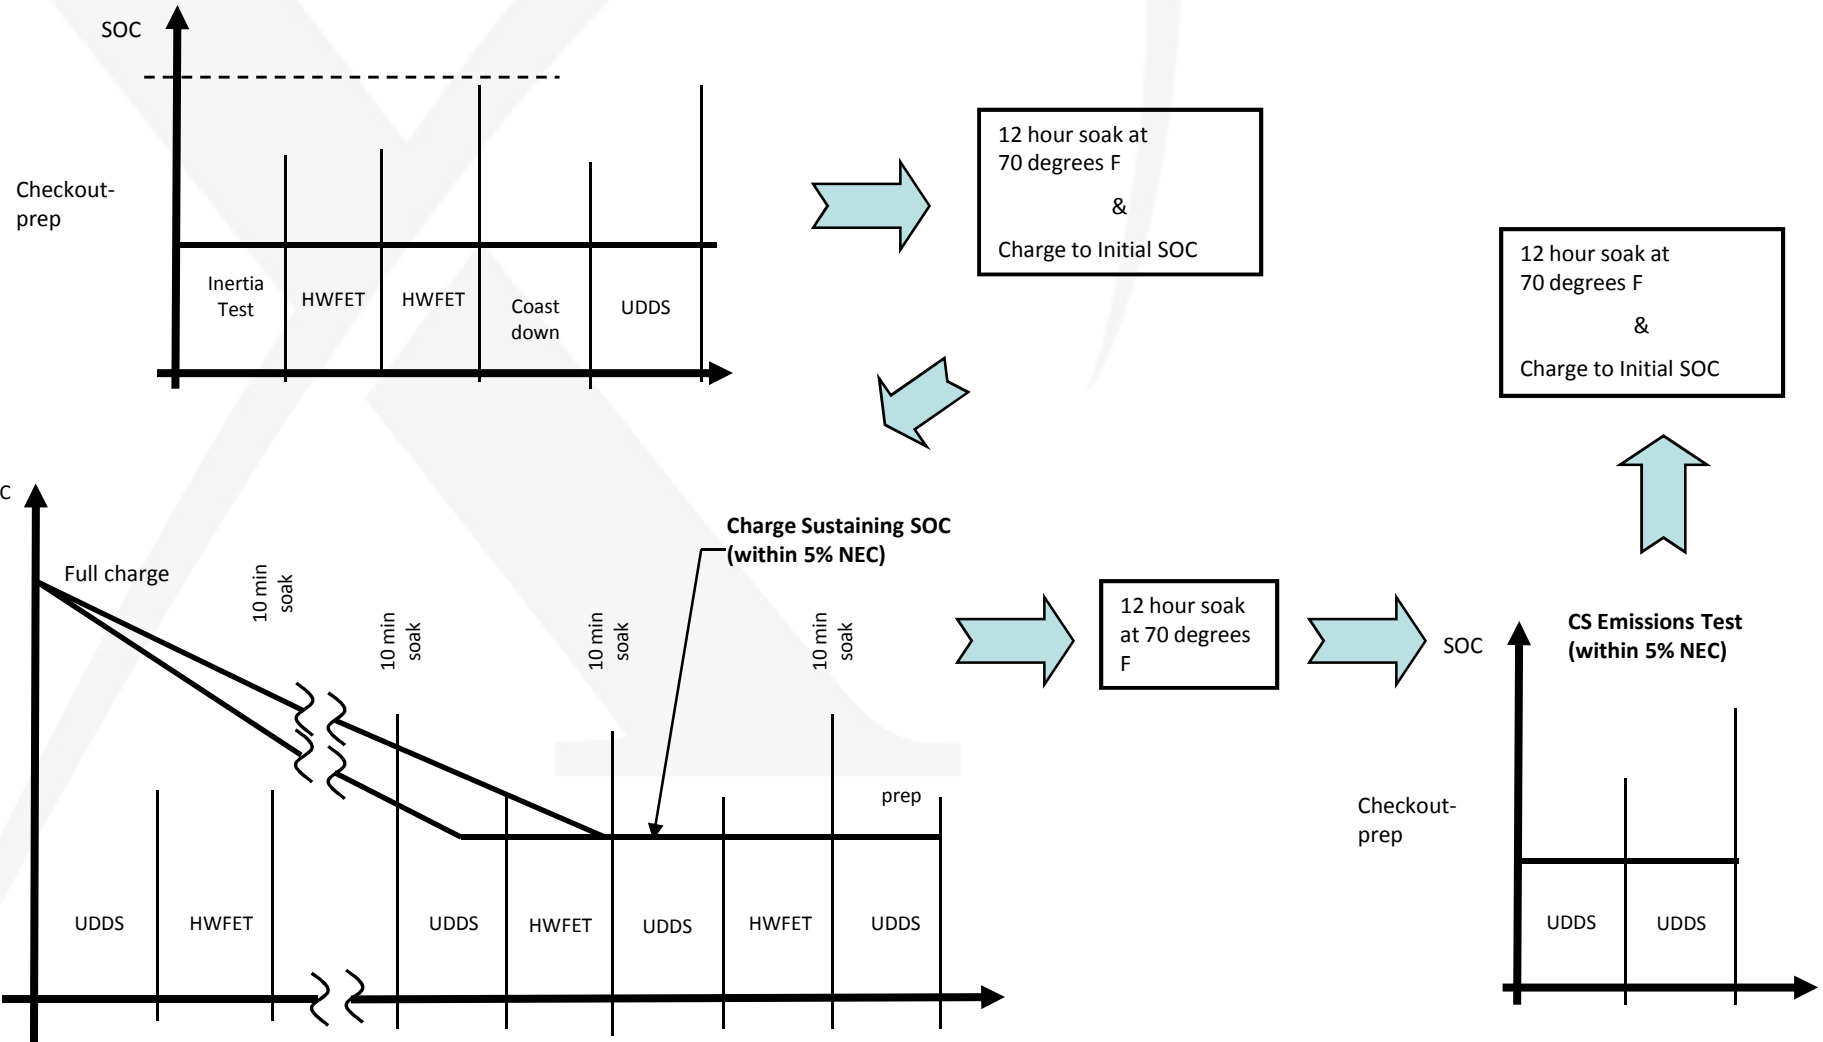 SOC
Checkout-
prep
Inertia
Test
HWFET
HWFET
Coast
down
UDDS
12 hour soak at
70 degrees F
&
Charge to Initial SOC
12 hour soak at
70 degrees F
&
Charge to Initial SOC
C
Full charge
10 min
soak
10 min
soak
10 min
soak
10 min
soak
Charge Sustaining SOC
(within 5% NEC)
prep
UDDS
HWFET
UDDS
HWFET
UDDS
HWFET
UDDS
12 hour soak
at 70 degrees
F
SOC
CS Emissions Test
(within 5% NEC)
Checkout-
prep
UDDS
UDDS